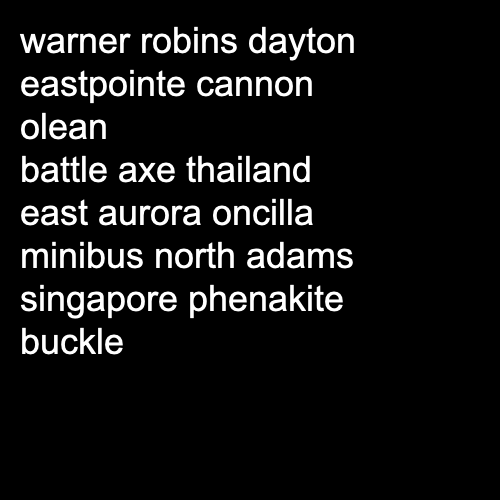 warner robins dayton
eastpointe cannon
olean
battle axe thailand
east aurora oncilla
minibus north adams
singapore phenakite
buckle